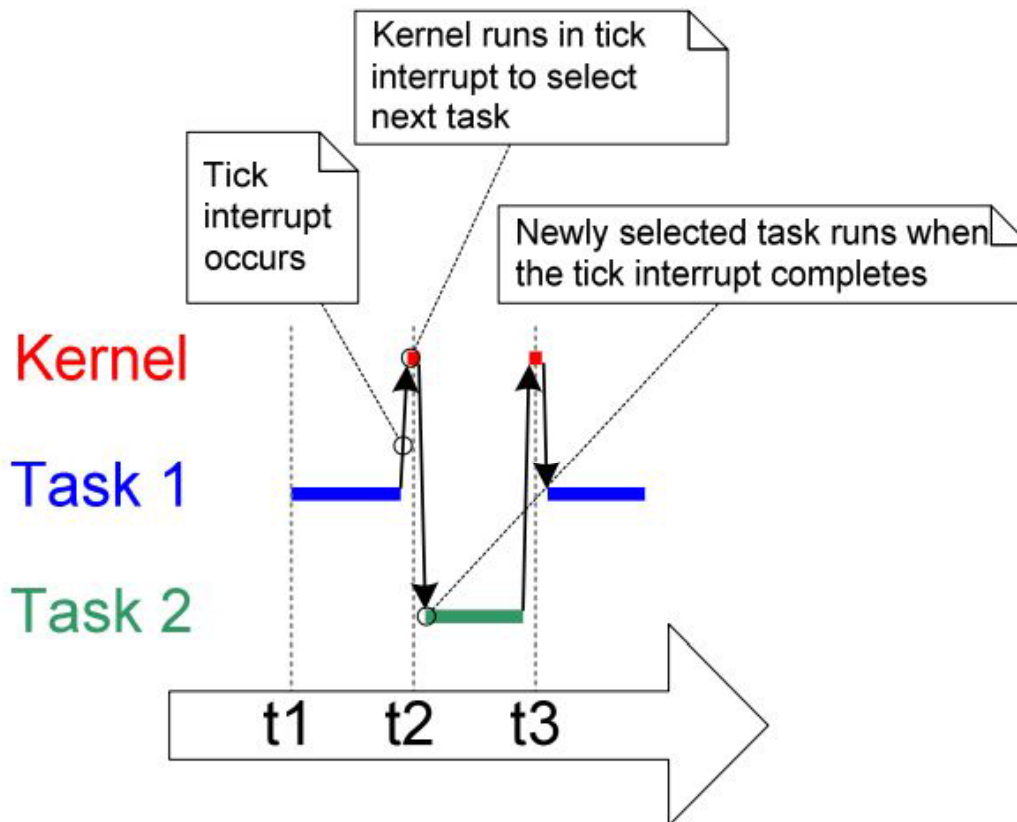 Kernel runs in tick
interrupt to select
next task
Tick
interrupt
occurs
Newly selected task runs when
the tick interrupt completes
Kernel
Task 1
Task 2
t1 t2 t3